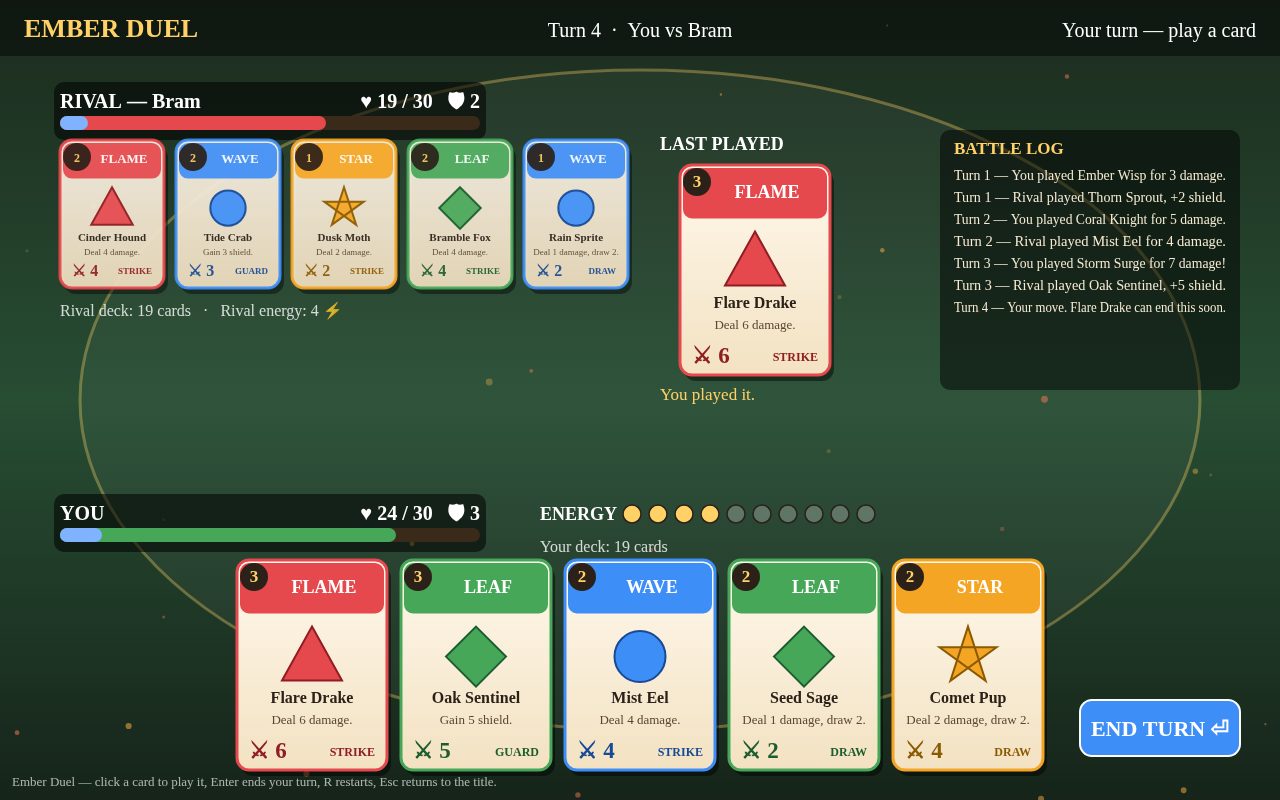 EMBER DUEL
Turn 4 · You vs Bram
Your turn — play a card
RIVAL — Bram
♥ 19 / 30 🛡 2
2 FLAME
Cinder Hound
Deal 4 damage.
⚔ 4 STRIKE
2 WAVE
Tide Crab
Gain 3 shield.
⚔ 3 GUARD
1 STAR
Dusk Moth
Deal 2 damage.
⚔ 2 STRIKE
2 LEAF
Bramble Fox
Deal 4 damage.
⚔ 4 STRIKE
1 WAVE
Rain Sprite
Deal 1 damage, draw 2.
⚔ 2 DRAW
Rival deck: 19 cards · Rival energy: 4 ⚡
LAST PLAYED
3 FLAME
Flare Drake
Deal 6 damage.
⚔ 6 STRIKE
You played it.
BATTLE LOG
Turn 1 — You played Ember Wisp for 3 damage.
Turn 1 — Rival played Thorn Sprout, +2 shield.
Turn 2 — You played Coral Knight for 5 damage.
Turn 2 — Rival played Mist Eel for 4 damage.
Turn 3 — You played Storm Surge for 7 damage!
Turn 3 — Rival played Oak Sentinel, +5 shield.
Turn 4 — Your move. Flare Drake can end this soon.
YOU
♥ 24 / 30 🛡 3
ENERGY
Your deck: 19 cards
3 FLAME
Flare Drake
Deal 6 damage.
⚔ 6 STRIKE
3 LEAF
Oak Sentinel
Gain 5 shield.
⚔ 5 GUARD
2 WAVE
Mist Eel
Deal 4 damage.
⚔ 4 STRIKE
2 LEAF
Seed Sage
Deal 1 damage, draw 2.
⚔ 2 DRAW
2 STAR
Comet Pup
Deal 2 damage, draw 2.
⚔ 4 DRAW
END TURN ⏎
Ember Duel — click a card to play it, Enter ends your turn, R restarts, Esc returns to the title.